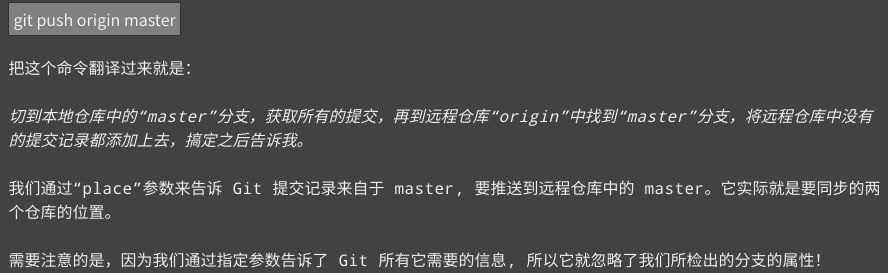 git push origin master
把这个命令翻译过来就是：
切到本地仓库中的“master”分支，获取所有的提交，再到远程仓库“origin”中找到“master”分支，将远程仓库中没有
的提交记录都添加上去，搞定之后告诉我。
我们通过“place”参数来告诉 Git 提交记录来自于 master, 要推送到远程仓库中的 master。它实际就是要同步的两
个仓库的位置。
需要注意的是，因为我们通过指定参数告诉了 Git 所有它需要的信息, 所以它就忽略了我们所检出的分支的属性！